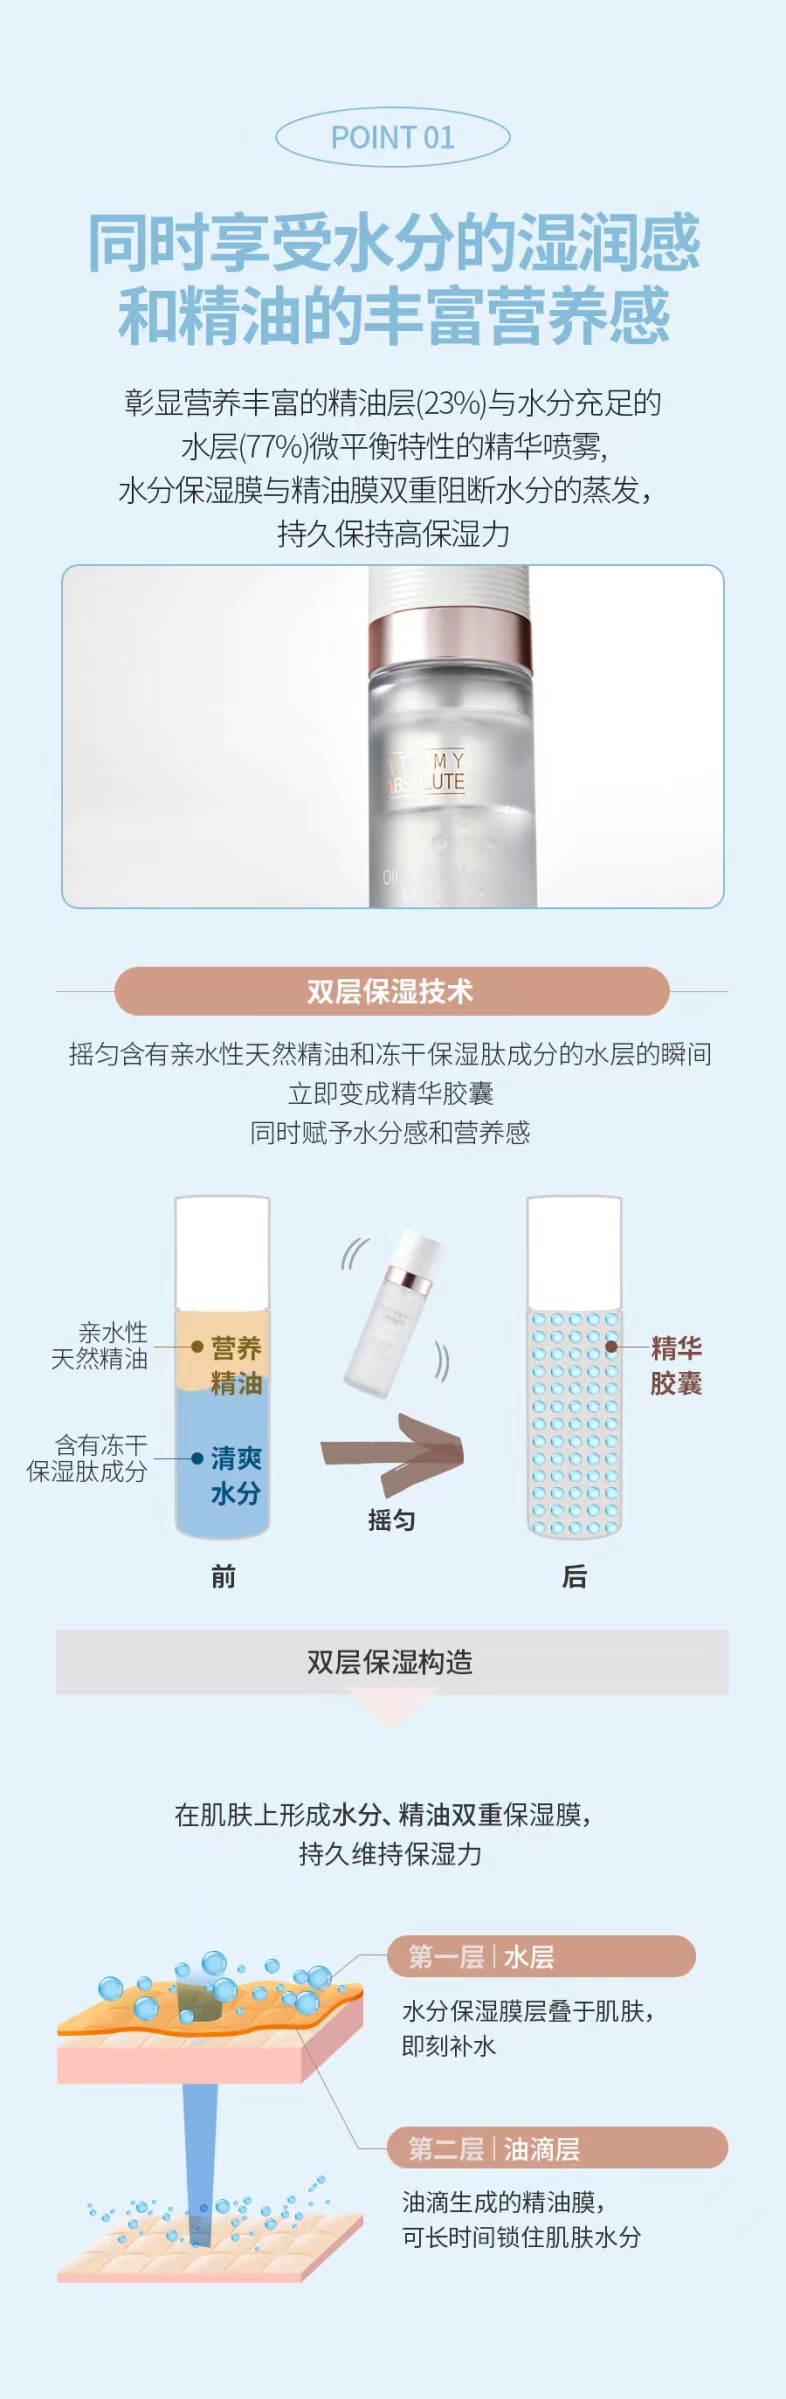 POINT 01
同时享受水分的湿润感
和精油的丰富营养感
彰显营养丰富的精油层(23%)与水分充足的
水层(77%)微平衡特性的精华喷雾,
水分保湿膜与精油膜双重阻断水分的蒸发，
持久保持高保湿力
ABSOLUTE
OIL
双层保湿技术
摇匀含有亲水性天然精油和冻干保湿肽成分的水层的瞬间
立即变成精华胶囊
同时赋予水分感和营养感
亲水性
天然精油
营养
精油
含有冻干
保湿肽成分
清爽
水分
摇匀
精华
胶囊
前
后
双层保湿构造
在肌肤上形成水分、精油双重保湿膜，
持久维持保湿力
第一层|水层
水分保湿膜层叠于肌肤，
即刻补水
第二层|油滴层
油滴生成的精油膜，
可长时间锁住肌肤水分